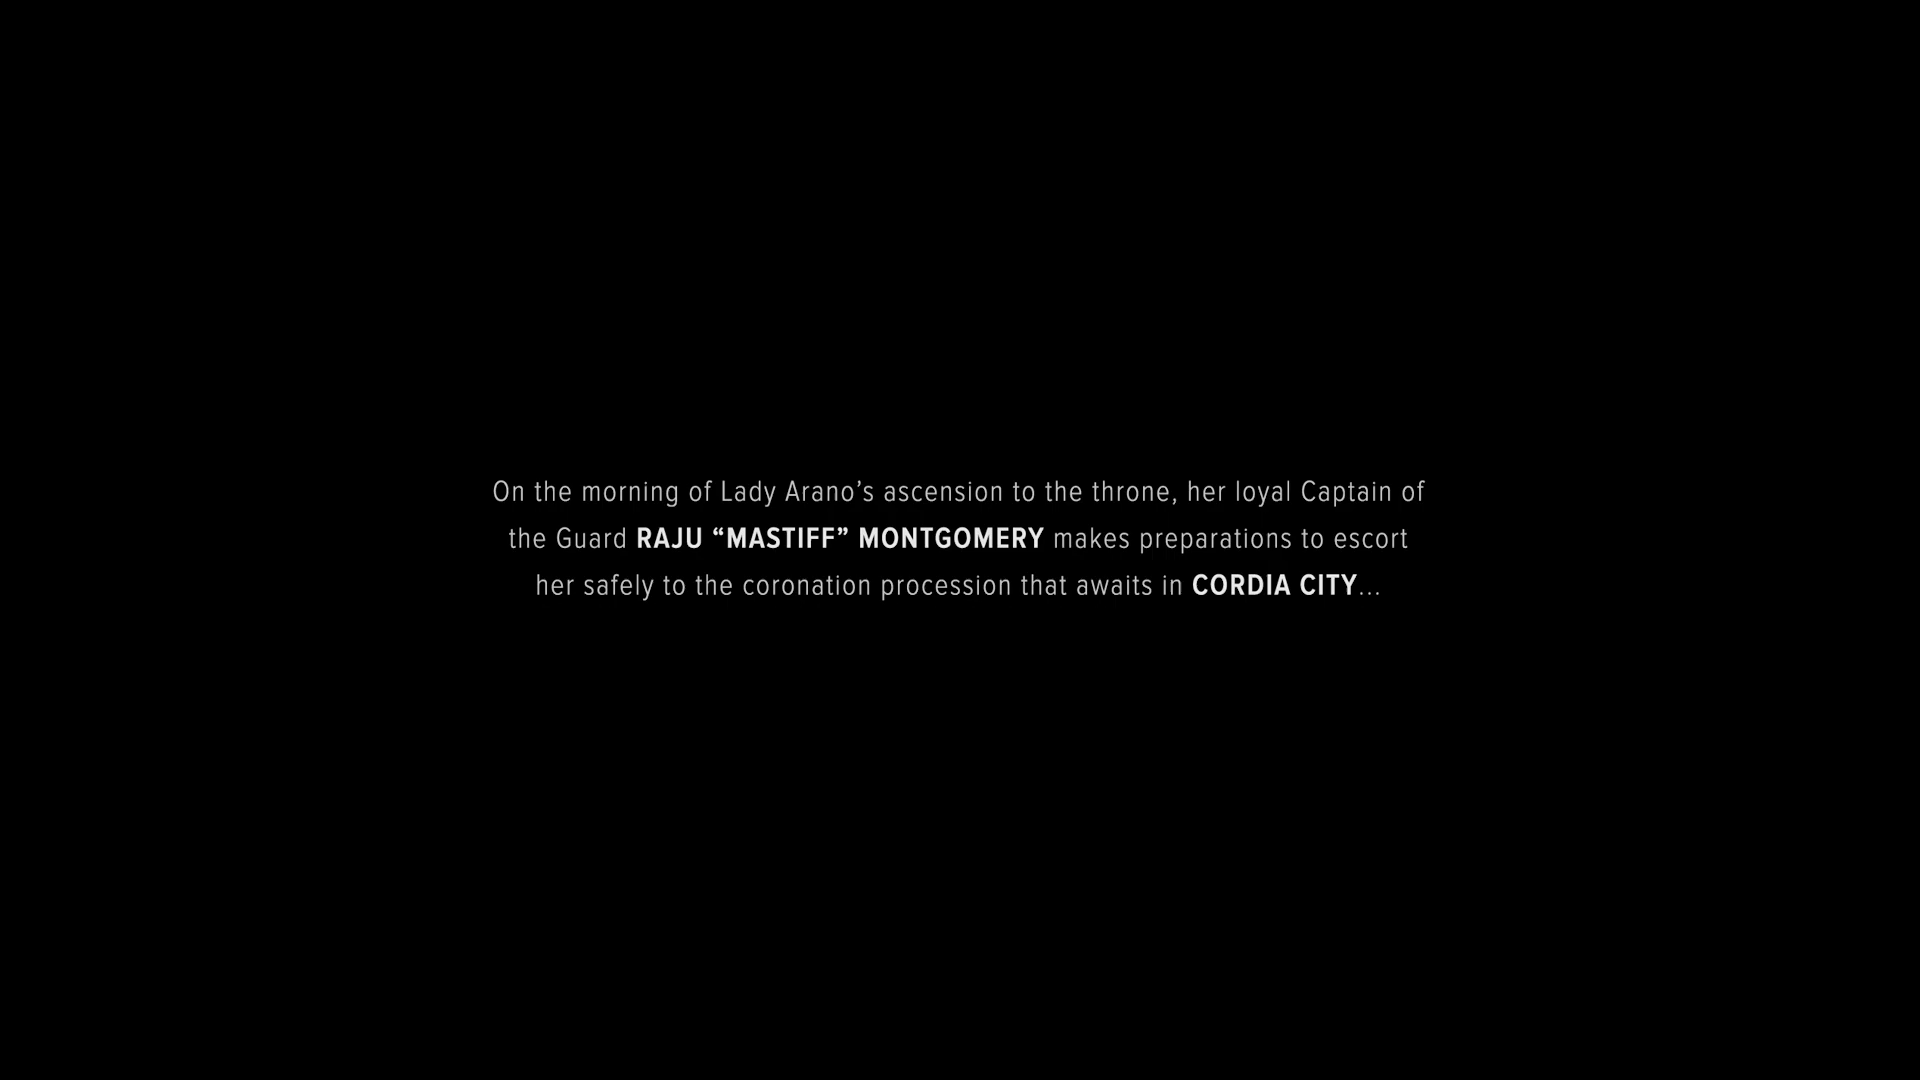 On the morning of Lady Arano’s ascension to the throne, her loyal Captain of
the Guard RAJU “MASTIFF” MONTGOMERY makes preparations to escort
her safely to the coronation procession that awaits in CORDIA CITY...